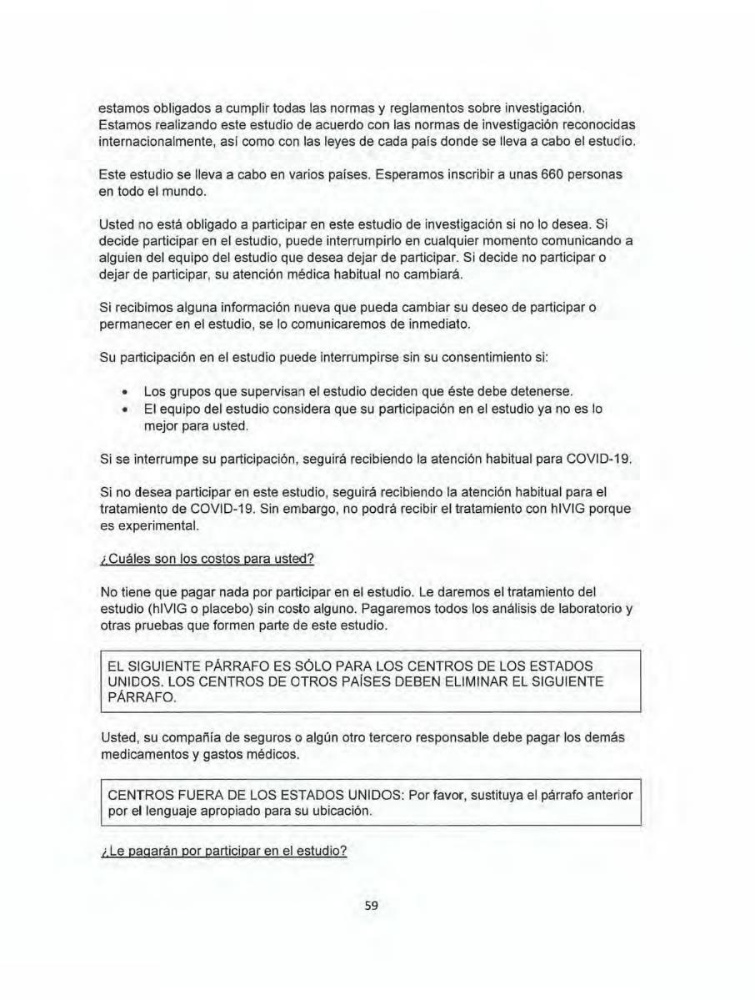 estamos obligados a cumplir todas las normas y reglamentos sobre investigación.
Estamos realizando este estudio de acuerdo con las normas de investigación reconocidas
internacionalmente, así como con las leyes de cada país donde se lleva a cabo el estudio.
Este estudio se lleva a cabo en varios países. Esperamos inscribir a unas 660 personas
en todo el mundo.
Usted no está obligado a participar en este estudio de investigación si no lo desea. Si
decide participar en el estudio, puede interrumpirlo en cualquier momento comunicando a
alguien del equipo del estudio que desea dejar de participar. Si decide no participar o
dejar de participar, su atención médica habitual no cambiará.
Si recibimos alguna información nueva que pueda cambiar su deseo de participar o
permanecer en el estudio, se lo comunicaremos de inmediato.
Su participación en el estudio puede interrumpirse sin su consentimiento si:
• Los grupos que supervisan el estudio deciden que éste debe detenerse.
• El equipo del estudio considera que su participación en el estudio ya no es lo
mejor para usted.
Si se interrumpe su participación, seguirá recibiendo la atención habitual para COVID-19.
Si no desea participar en este estudio, seguirá recibiendo la atención habitual para el
tratamiento de COVID-19. Sin embargo, no podrá recibir el tratamiento con hIVIG porque
es experimental.
¿Cuáles son los costos para usted?
No tiene que pagar nada por participar en el estudio. Le daremos el tratamiento del
estudio (hIVIG o placebo) sin costo alguno. Pagaremos todos los análisis de laboratorio y
otras pruebas que formen parte de este estudio.
EL SIGUIENTE PÁRRAFO ES SÓLO PARA LOS CENTROS DE LOS ESTADOS
UNIDOS. LOS CENTROS DE OTROS PAÍSES DEBEN ELIMINAR EL SIGUIENTE
PÁRRAFO.
Usted, su compañía de seguros o algún otro tercero responsable debe pagar los demás
medicamentos y gastos médicos.
CENTROS FUERA DE LOS ESTADOS UNIDOS: Por favor, sustituya el párrafo anterior
por el lenguaje apropiado para su ubicación.
¿Le pagarán por participar en el estudio?
59